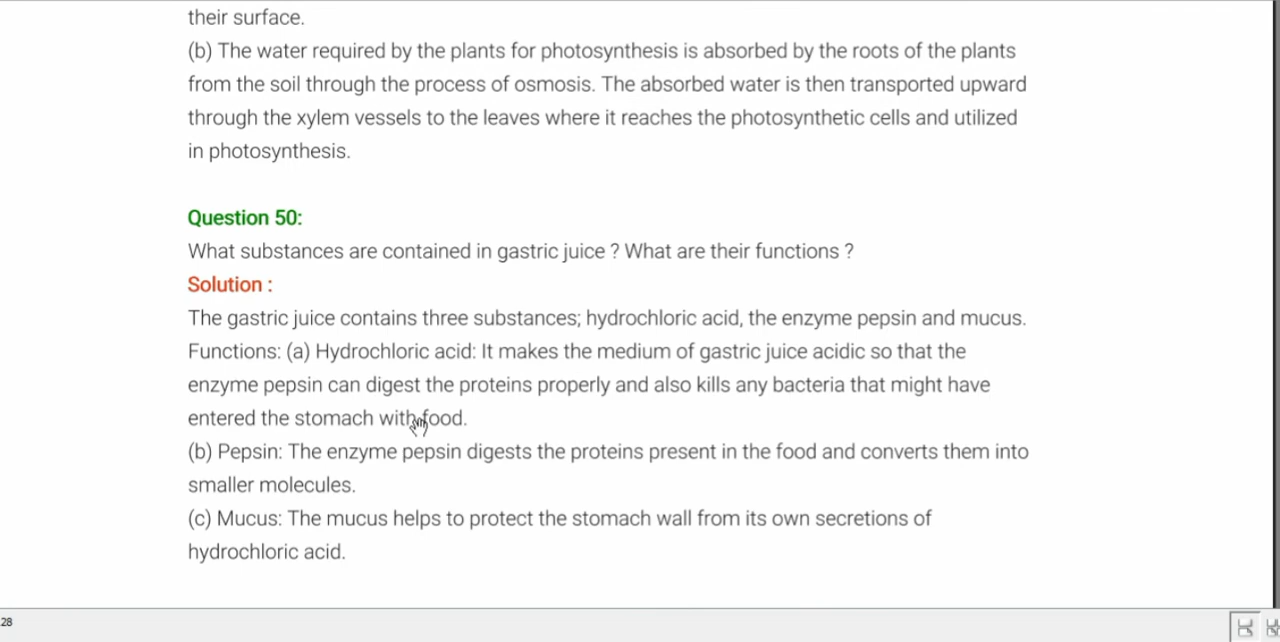 their surface.
(b) The water required by the plants for photosynthesis is absorbed by the roots of the plants
from the soil through the process of osmosis. The absorbed water is then transported upward
through the xylem vessels to the leaves where it reaches the photosynthetic cells and utilized
in photosynthesis.
Question 50:
What substances are contained in gastric juice ? What are their functions ?
Solution :
The gastric juice contains three substances; hydrochloric acid, the enzyme pepsin and mucus.
Functions: (a) Hydrochloric acid: It makes the medium of gastric juice acidic so that the
enzyme pepsin can digest the proteins properly and also kills any bacteria that might have
entered the stomach with food.
(b) Pepsin: The enzyme pepsin digests the proteins present in the food and converts them into
smaller molecules.
(c) Mucus: The mucus helps to protect the stomach wall from its own secretions of
hydrochloric acid.
28